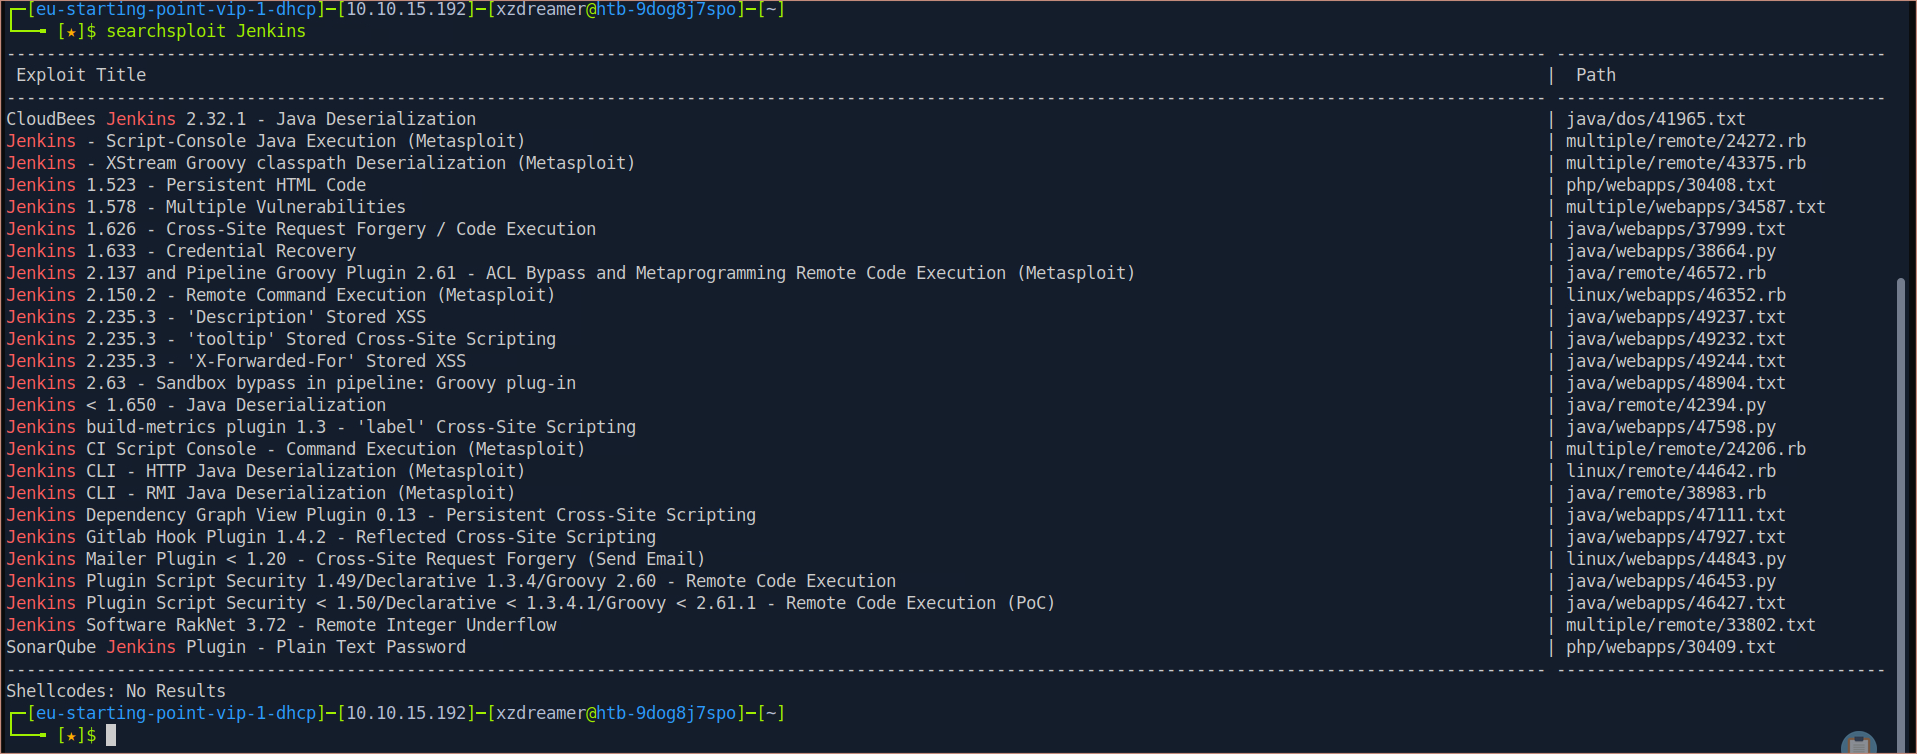 [eu-starting-point-vip-1-dhcp]-[10.10.15.192]-[xzdreamer@htb-9dog8j7spo]-[~]
[★]$ searchsploit Jenkins
Exploit Title | Path
CloudBees Jenkins 2.32.1 - Java Deserialization | java/dos/41965.txt
Jenkins - Script-Console Java Execution (Metasploit) | multiple/remote/24272.rb
Jenkins - XStream Groovy classpath Deserialization (Metasploit) | multiple/remote/43375.rb
Jenkins 1.523 - Persistent HTML Code | php/webapps/30408.txt
Jenkins 1.578 - Multiple Vulnerabilities | multiple/webapps/34587.txt
Jenkins 1.626 - Cross-Site Request Forgery / Code Execution | java/webapps/37999.txt
Jenkins 1.633 - Credential Recovery | java/webapps/38664.py
Jenkins 2.137 and Pipeline Groovy Plugin 2.61 - ACL Bypass and Metaprogramming Remote Code Execution (Metasploit) | java/remote/46572.rb
Jenkins 2.150.2 - Remote Command Execution (Metasploit) | linux/webapps/46352.rb
Jenkins 2.235.3 - 'Description' Stored XSS | java/webapps/49237.txt
Jenkins 2.235.3 - 'tooltip' Stored Cross-Site Scripting | java/webapps/49232.txt
Jenkins 2.235.3 - 'X-Forwarded-For' Stored XSS | java/webapps/49244.txt
Jenkins 2.63 - Sandbox bypass in pipeline: Groovy plug-in | java/webapps/48904.txt
Jenkins < 1.650 - Java Deserialization | java/remote/42394.py
Jenkins build-metrics plugin 1.3 - 'label' Cross-Site Scripting | java/webapps/47598.py
Jenkins CI Script Console - Command Execution (Metasploit) | multiple/remote/24206.rb
Jenkins CLI - HTTP Java Deserialization (Metasploit) | linux/remote/44642.rb
Jenkins CLI - RMI Java Deserialization (Metasploit) | java/remote/38983.rb
Jenkins Dependency Graph View Plugin 0.13 - Persistent Cross-Site Scripting | java/webapps/47111.txt
Jenkins Gitlab Hook Plugin 1.4.2 - Reflected Cross-Site Scripting | java/webapps/47927.txt
Jenkins Mailer Plugin < 1.20 - Cross-Site Request Forgery (Send Email) | linux/webapps/44843.py
Jenkins Plugin Script Security 1.49/Declarative 1.3.4/Groovy 2.60 - Remote Code Execution | java/webapps/46453.py
Jenkins Plugin Script Security < 1.50/Declarative < 1.3.4.1/Groovy < 2.61.1 - Remote Code Execution (PoC) | java/webapps/46427.txt
Jenkins Software RakNet 3.72 - Remote Integer Underflow | multiple/remote/33802.txt
SonarQube Jenkins Plugin - Plain Text Password | php/webapps/30409.txt
Shellcodes: No Results
[eu-starting-point-vip-1-dhcp]-[10.10.15.192]-[xzdreamer@htb-9dog8j7spo]-[~]
[★]$